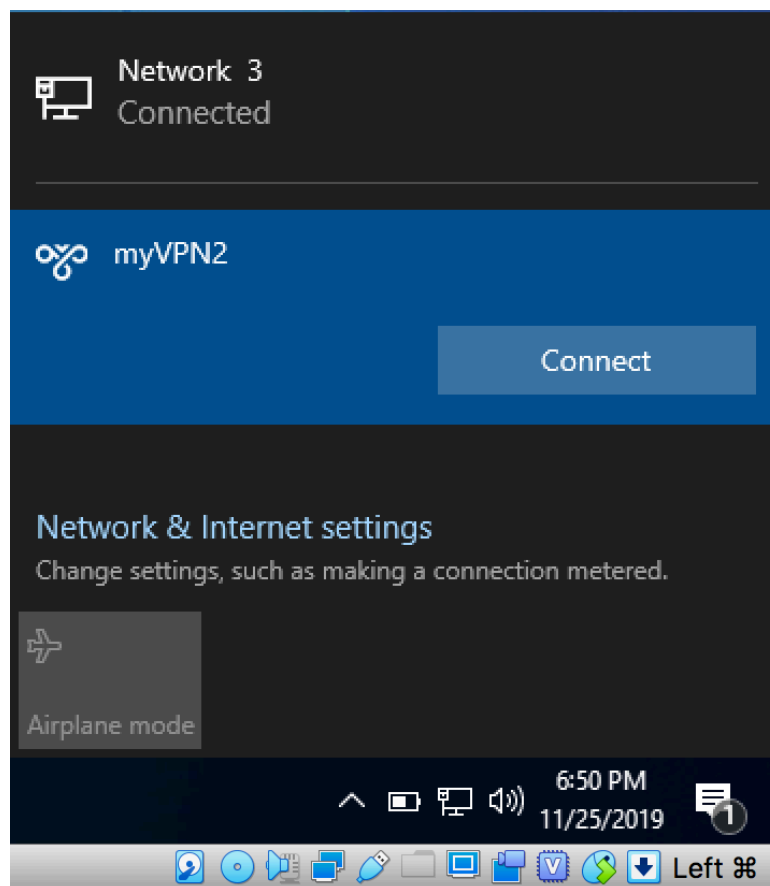 Network 3
Connected
myVPN2
Connect
Network & Internet settings
Change settings, such as making a connection metered.
Airplane mode
6:50 PM
11/25/2019
1
V
Left ⌘